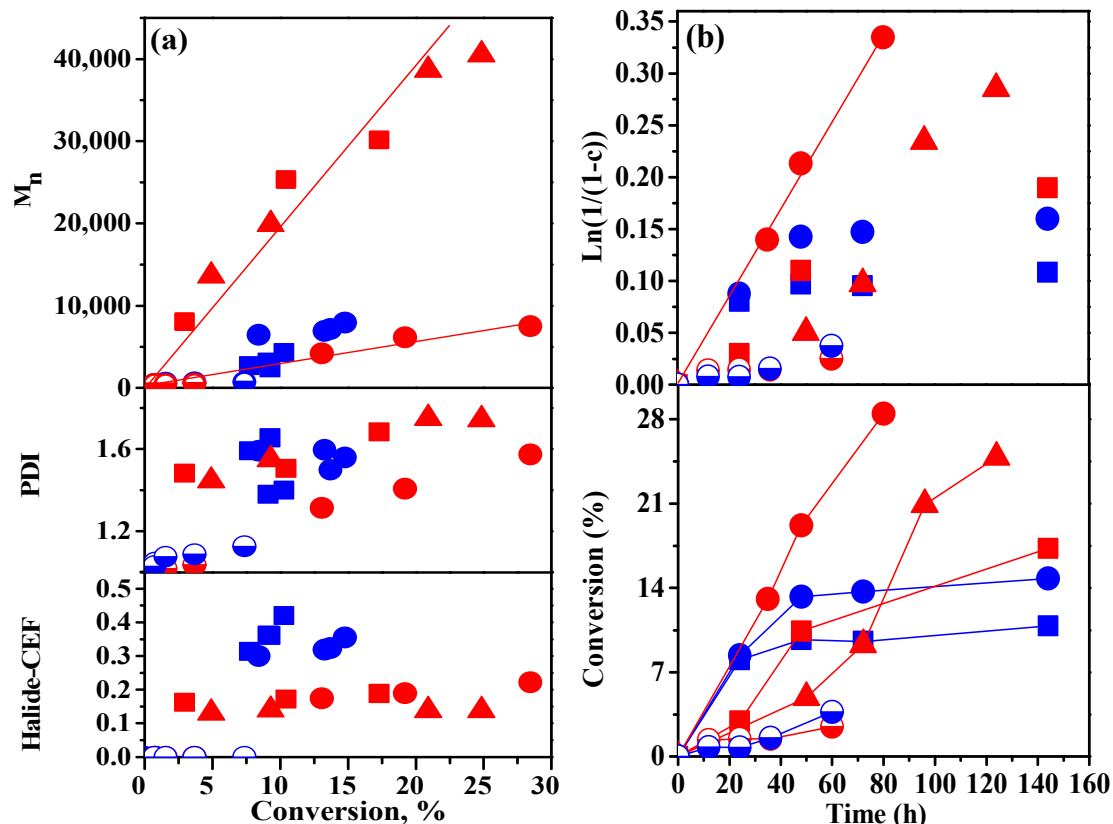 (a)
40,000
30,000
20,000
10,000
0
Mn
1.6
1.2
PDI
0.5
0.4
0.3
0.2
0.1
0.0
Halide-CEF
0 5 10 15 20 25 30
Conversion, %
(b)
0.35
0.30
0.25
0.20
0.15
0.10
0.05
0.00
Ln(1/(1-c)
28
21
14
7
0
Conversion (%)
0 20 40 60 80 100 120 140 160
Time (h)